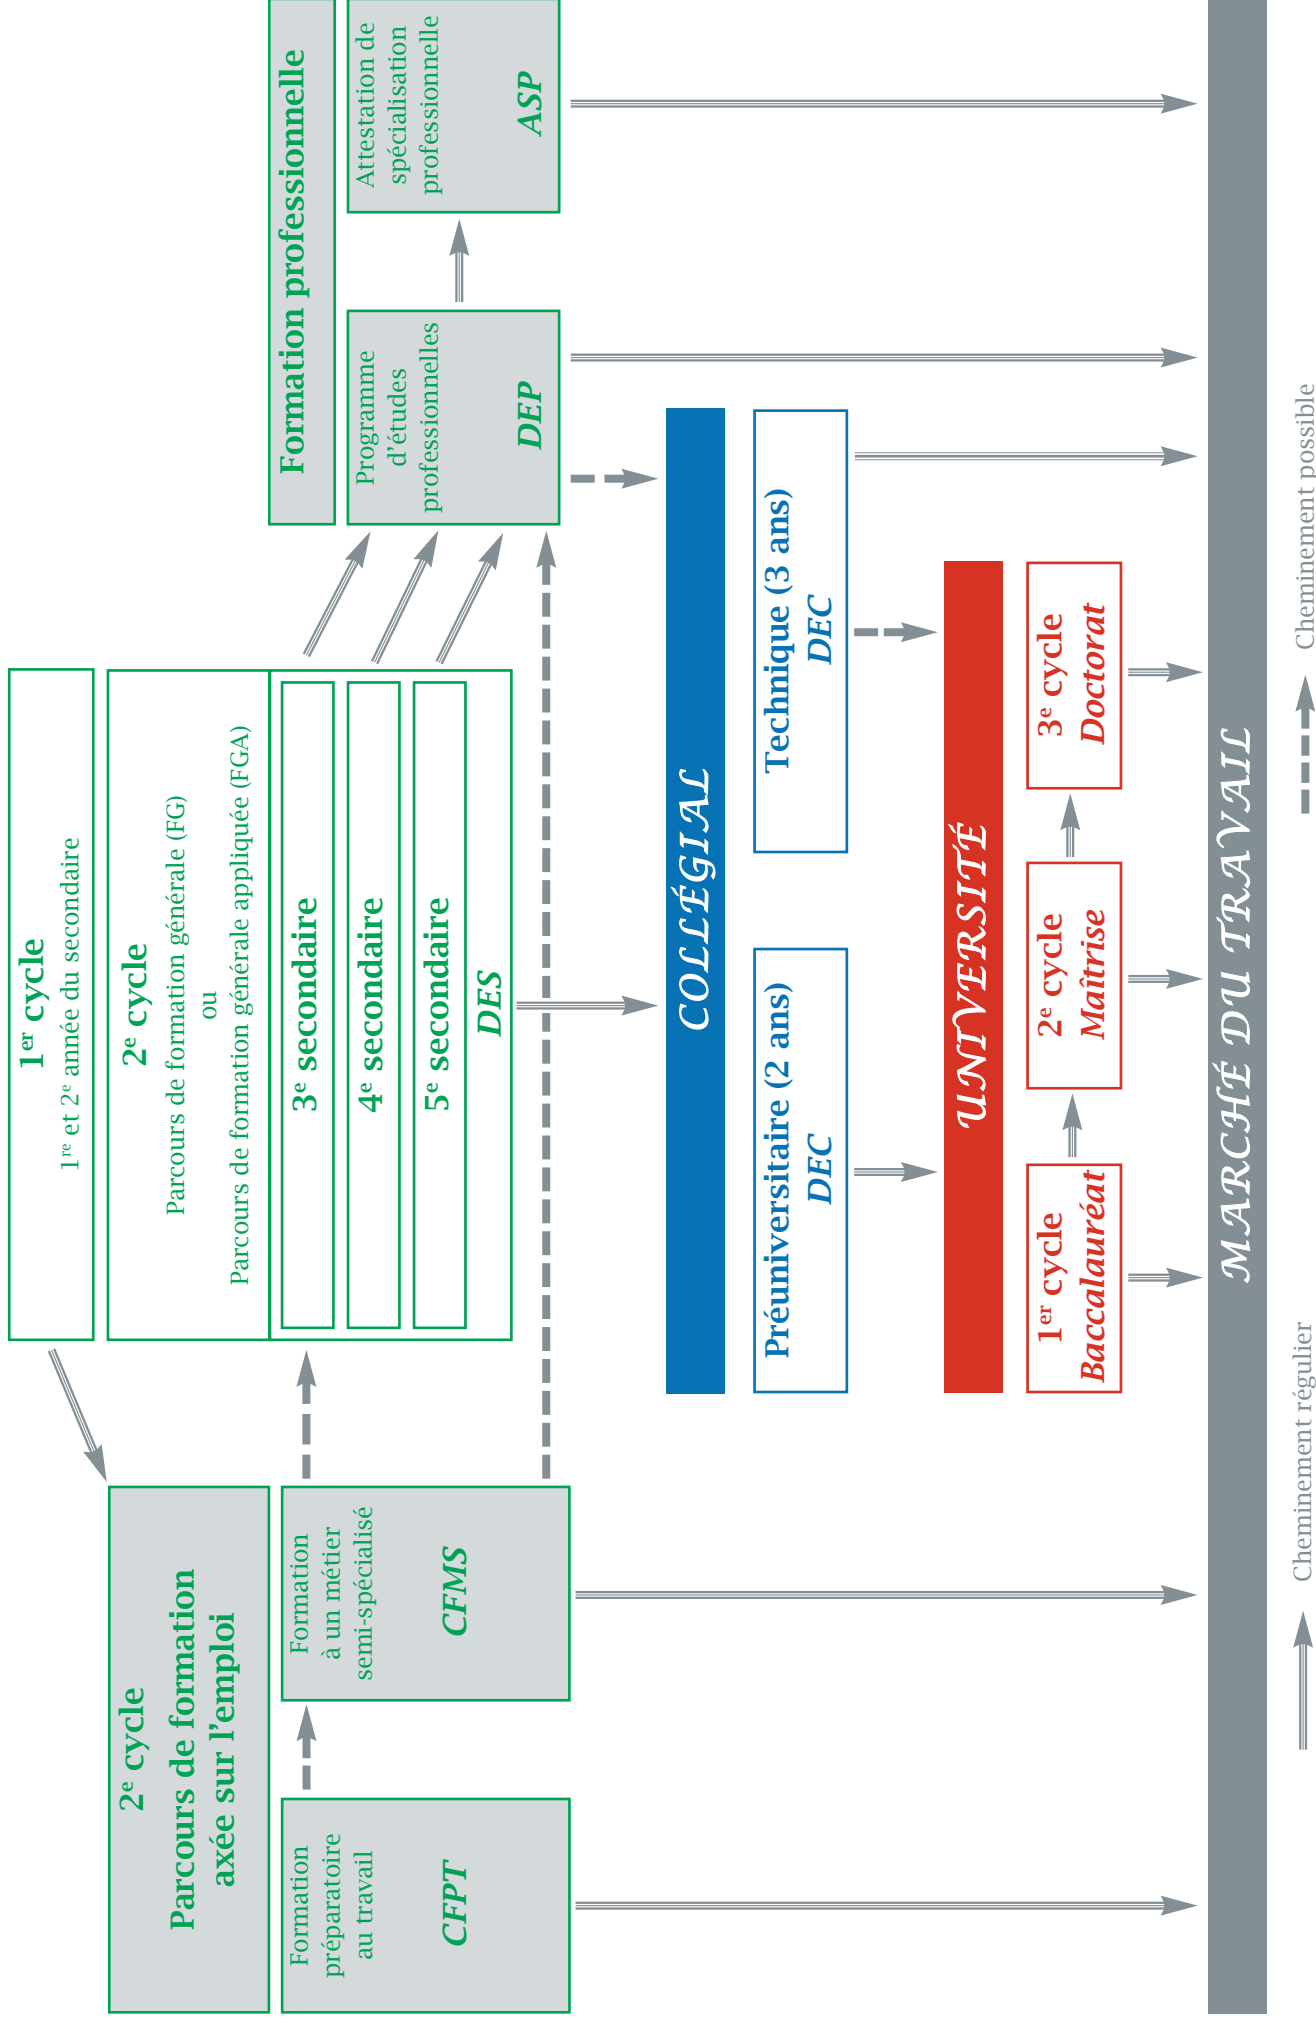 1er cycle
1re et 2e année du secondaire
2e cycle
Parcours de formation
axée sur l'emploi
2e cycle
Parcours de formation générale (FG)
ou
Parcours de formation générale appliquée (FGA)
Formation professionnelle
Formation
préparatoire
au travail
CFPT
Formation
à un métier
semi-spécialisé
CFMS
3e secondaire
4e secondaire
5e secondaire
DES
Programme
d'études
professionnelles
DEP
Attestation de
spécialisation
professionnelle
ASP
COLLÉGIAL
Préuniversitaire (2 ans)
DEC
Technique (3 ans)
DEC
UNIVERSITÉ
1er cycle
Baccalauréat
2e cycle
Maîtrise
3e cycle
Doctorat
MARCHÉ DU TRAVAIL
Cheminement régulier
Cheminement possible